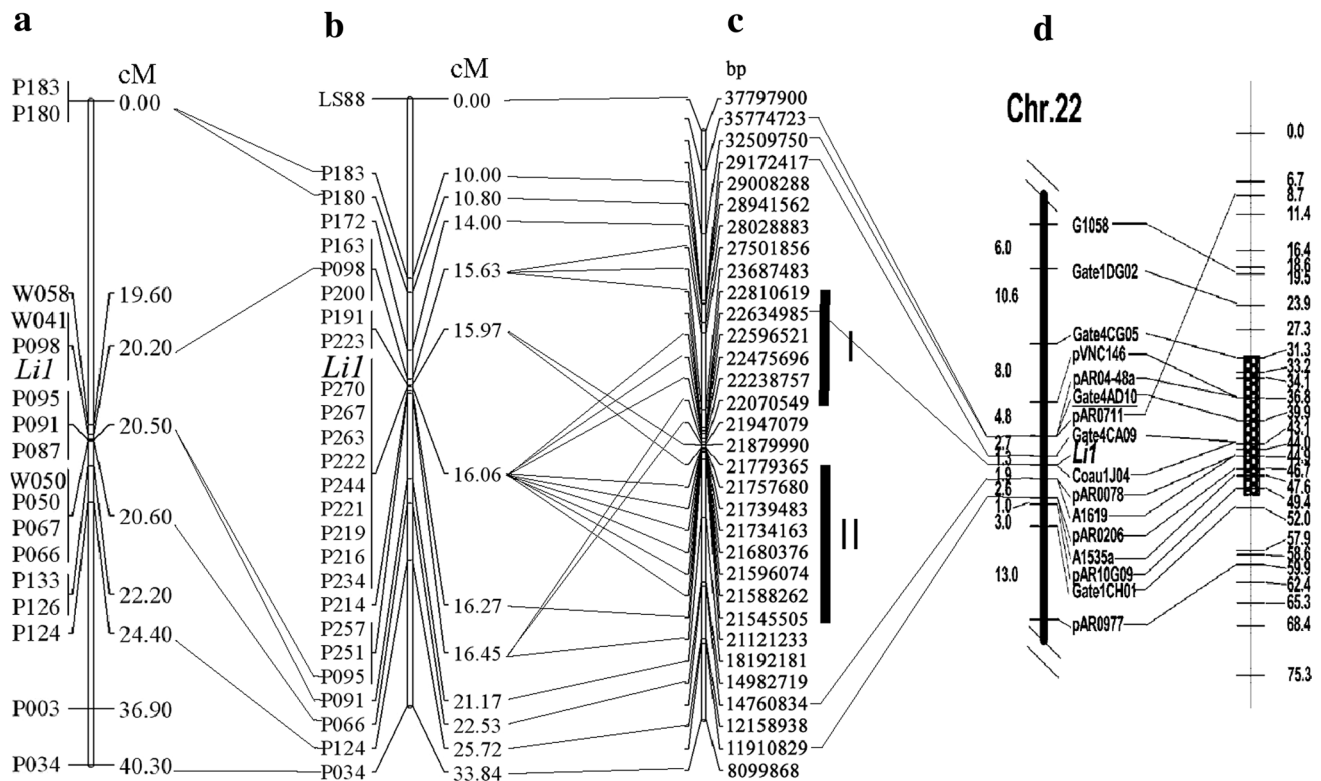 a
P183
P180
W058
W041
P098
Li1
P095
P091
P087
W050
P050
P067
P066
P133
P126
P124
P003
P034
cM
0.00
19.60
20.20
20.50
20.60
22.20
24.40
36.90
40.30
b
LS88
P183
P180
P172
P163
P098
P200
P191
P223
Li1
P270
P267
P263
P222
P244
P221
P219
P216
P234
P214
P257
P251
P095
P091
P066
P124
P034
cM
0.00
10.00
10.80
14.00
15.63
15.97
16.06
16.27
16.45
21.17
22.53
25.72
33.84
c
bp
37797900
35774723
32509750
29172417
29008288
28941562
28028883
27501856
23687483
22810619
22634985
22596521
22475696
22238757
22070549
21947079
21879990
21779365
21757680
21739483
21734163
21680376
21596074
21588262
21545505
21121233
18192181
14982719
14760834
12158938
11910829
8099868
I
II
d
Chr.22
6.0
10.6
8.0
4.8
2.7
1.3
1.9
2.6
1.0
3.0
13.0
G1058
Gate1DG02
Gate4CG05
pVNC146
pAR04-48a
Gate4AD10
pAR0711
Gate4CA09
Li1
Coau1J04
pAR0078
A1619
pAR0206
A1535a
pAR10G09
Gate1CH01
pAR0977
0.0
6.7
8.7
11.4
16.4
18.6
19.5
23.9
27.3
31.3
33.2
34.1
36.8
39.9
43.1
44.0
44.9
46.7
47.6
49.4
52.0
57.9
58.6
59.9
62.4
65.3
68.4
75.3